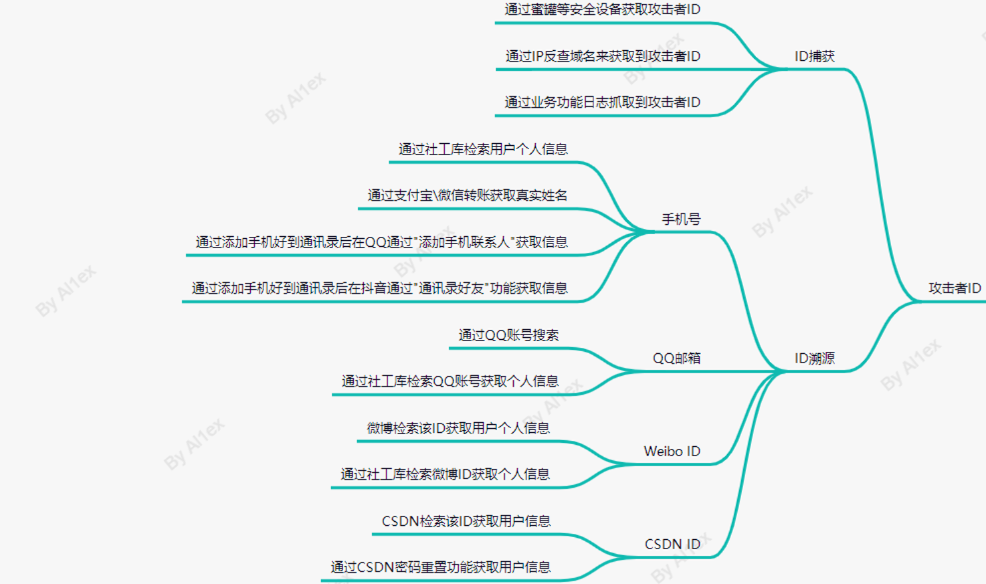 通过蜜罐等安全设备获取攻击者ID
通过IP反查域名来获取到攻击者ID
ID捕获
通过业务功能日志抓取到攻击者ID
通过社工库检索用户个人信息
通过支付宝\微信转账获取真实姓名
手机号
通过添加手机好到通讯录后在QQ通过"添加手机联系人"获取信息
通过添加手机好到通讯录后在抖音通过"通讯录好友"功能获取信息
攻击者ID
通过QQ账号搜索
QQ邮箱
ID溯源
通过社工库检索QQ账号获取个人信息
微博检索该ID获取用户个人信息
Weibo ID
通过社工库检索微博ID获取个人信息
CSDN检索该ID获取用户信息
CSDN ID
通过CSDN密码重置功能获取用户信息
By Al1ex
By Al1ex
By Al1ex
By Al1ex
By Al1ex
By Al1ex
By Al1ex
By Al1ex
By Al1ex